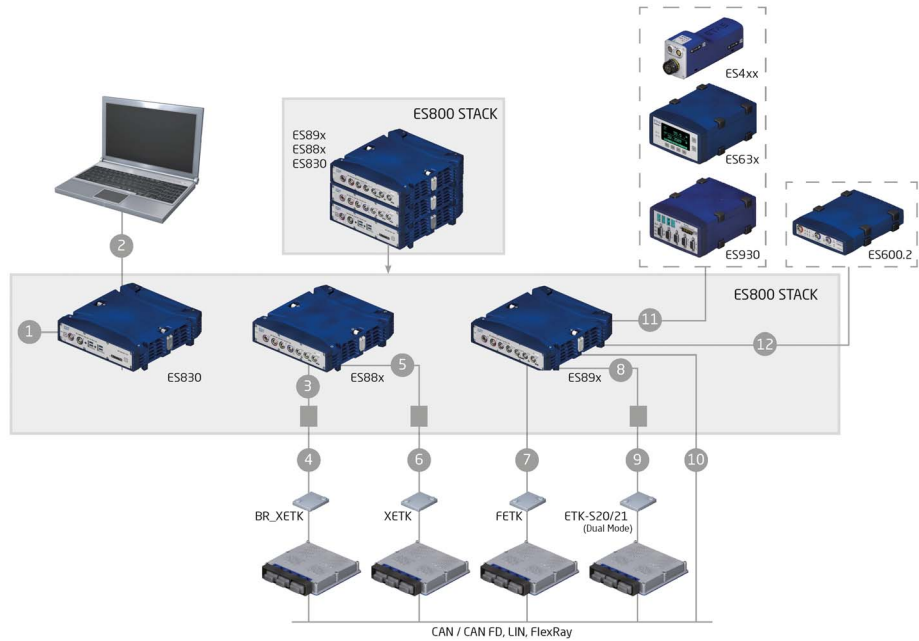 ES4xx
ES800 STACK
ES89x
ES88x
ES830
ES63x
2
ES930
ES600.2
ES800 STACK
1
11
12
ES830
ES88x
5
ES89x
8
3
4
6
7
9
10
BR_XETK
XETK
FETK
ETK-S20/21
(Dual Mode)
CAN / CAN FD, LIN, FlexRay